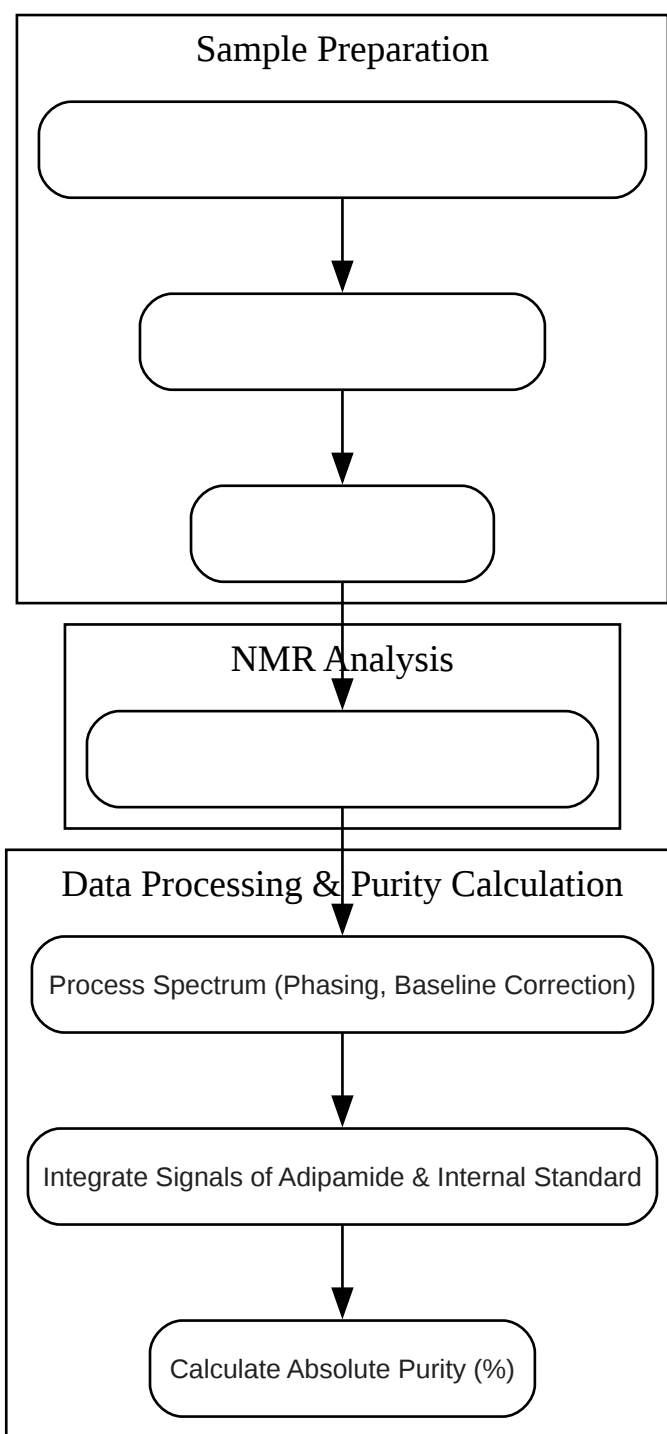 Sample Preparation
NMR Analysis
Data Processing & Purity Calculation
Process Spectrum (Phasing, Baseline Correction)
Integrate Signals of Adipamide & Internal Standard
Calculate Absolute Purity (%)